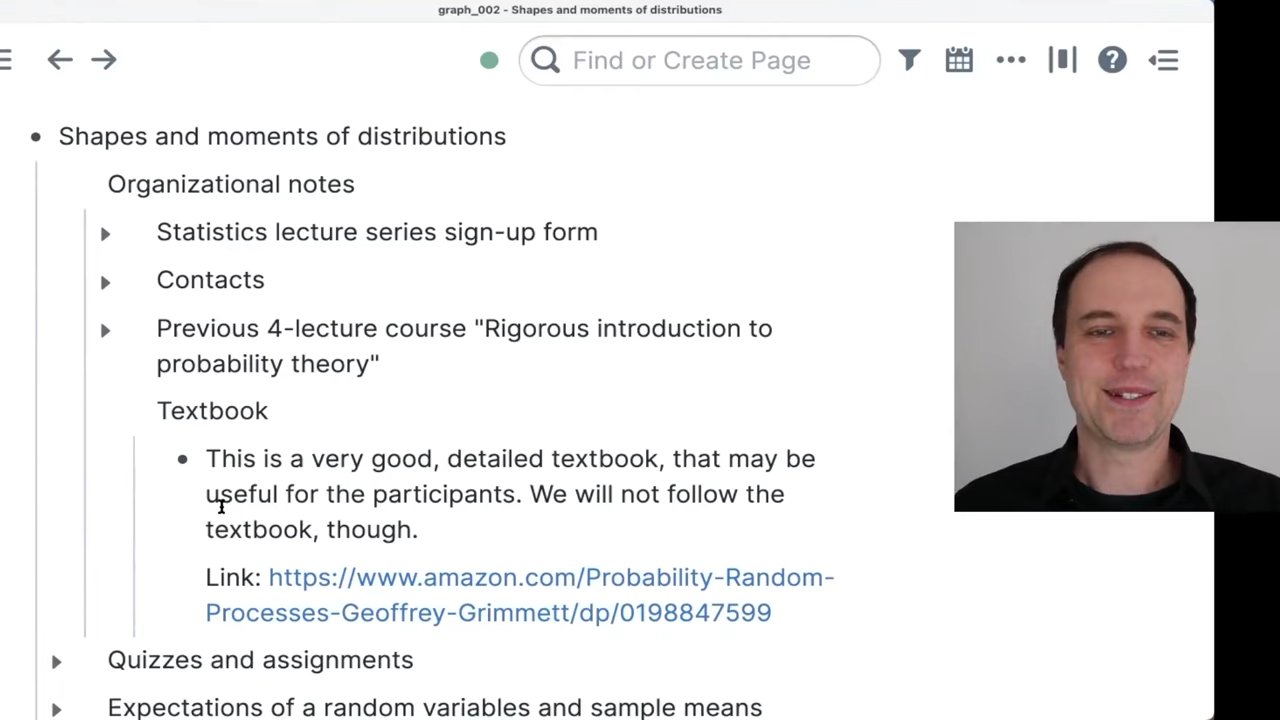 graph_002 - Shapes and moments of distributions
Find or Create Page
Shapes and moments of distributions
Organizational notes
Statistics lecture series sign-up form
Contacts
Previous 4-lecture course "Rigorous introduction to
probability theory"
Textbook
This is a very good, detailed textbook, that may be
useful for the participants. We will not follow the
textbook, though.
Link: https://www.amazon.com/Probability-Random-
Processes-Geoffrey-Grimmett/dp/0198847599
Quizzes and assignments
Expectations of a random variables and sample means